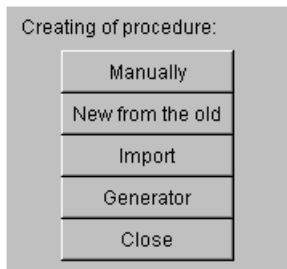 Creating of procedure:
Manually
New from the old
Import
Generator
Close